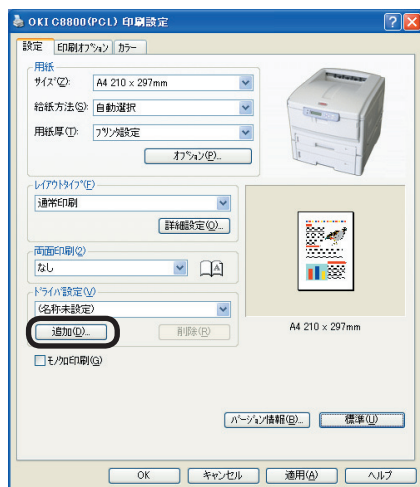 OKI C8800(PCL) 印刷設定
設定 印刷ｵﾌﾟｼｮﾝ ｶﾗｰ
用紙
ｻｲｽﾞ(Z): A4 210 x 297mm
給紙方法(S): 自動選択
用紙厚(T): ﾌﾟﾘﾝﾀ設定
ｵﾌﾟｼｮﾝ(P)...
ﾚｲｱｳﾄﾀｲﾌﾟ(F)
通常印刷
詳細設定(O)...
両面印刷(2)
なし
A
ﾄﾞﾗｲﾊﾞ設定(V)
(名称未設定)
追加(D)... 削除(R)
A4 210 x 297mm
ﾓﾉｸﾛ印刷(G)
ﾊﾞｰｼﾞｮﾝ情報(B)... 標準(U)
OK ｷｬﾝｾﾙ 適用(A) ﾍﾙﾌﾟ